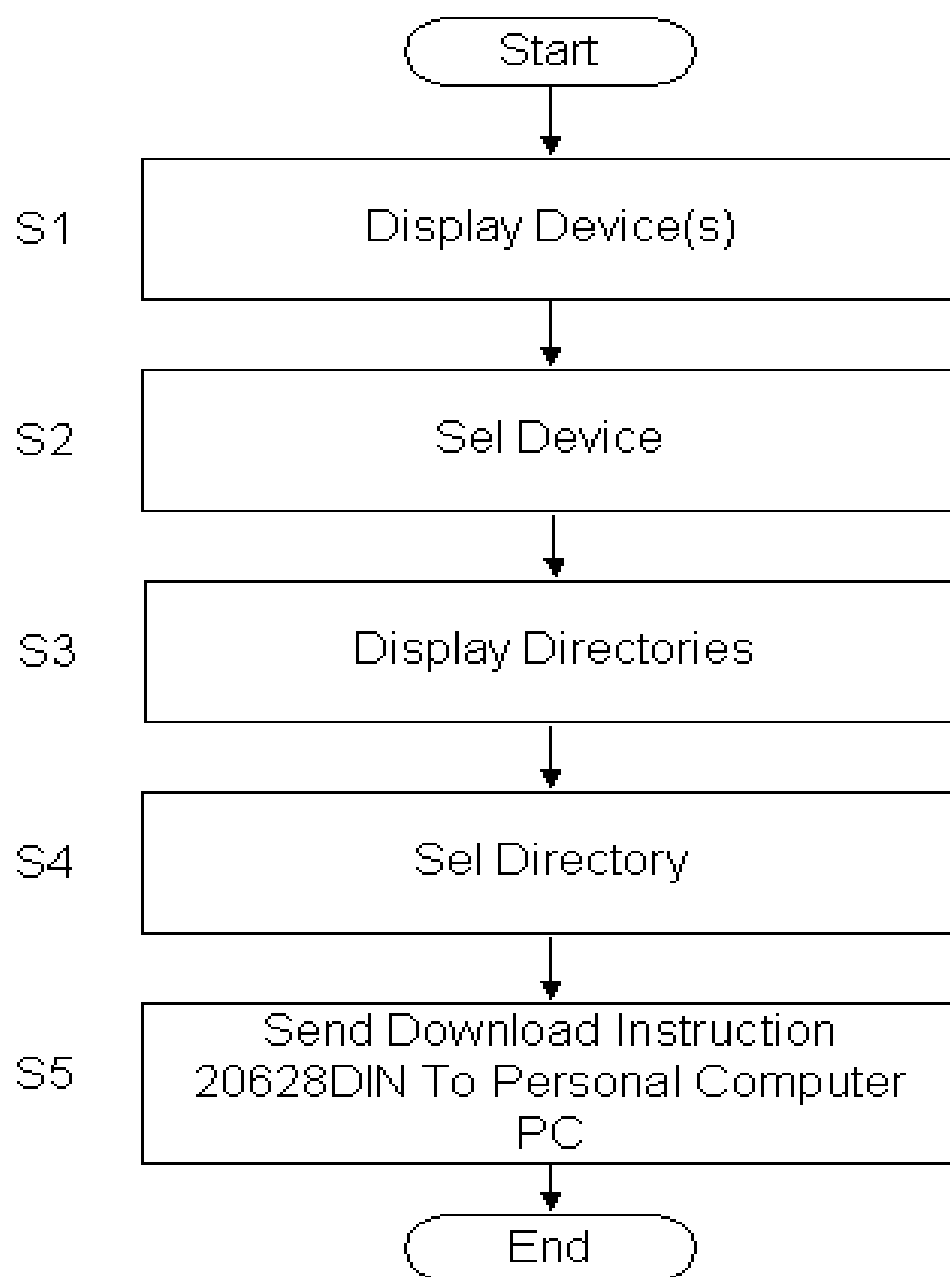 Start
S1
Display Device(s)
S2
Sel Device
S3
Display Directories
S4
Sel Directory
S5
Send Download Instruction
20628DIN To Personal Computer
PC
End